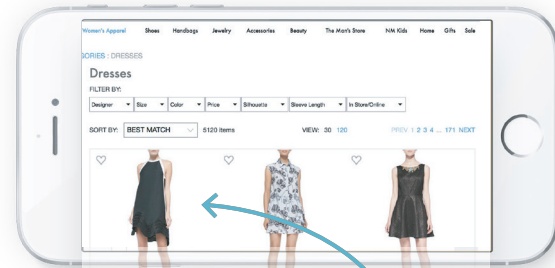 Women's Apparel Shoes Handbags Jewelry Accessories Beauty The Man's Store NM Kids Home Gifts Sale
GORIES : DRESSES
Dresses
FILTER BY:
Designer Size Color Price Silhouette Sleeve Length In Store/Online
SORT BY: BEST MATCH 5120 items VIEW: 30 120 PREV 1 2 3 4 ... 171 NEXT